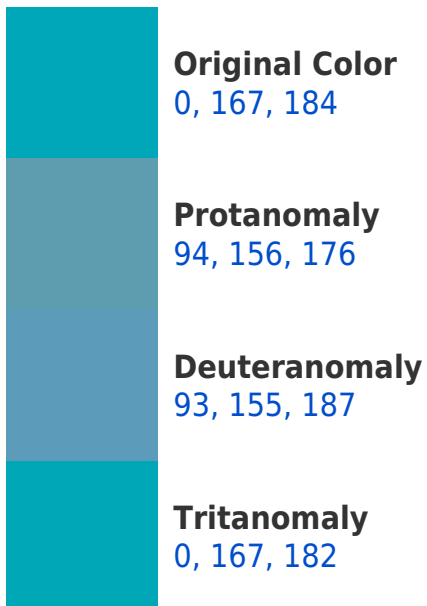 Original Color
0, 167, 184
Protanomaly
94, 156, 176
Deuteranomaly
93, 155, 187
Tritanomaly
0, 167, 182